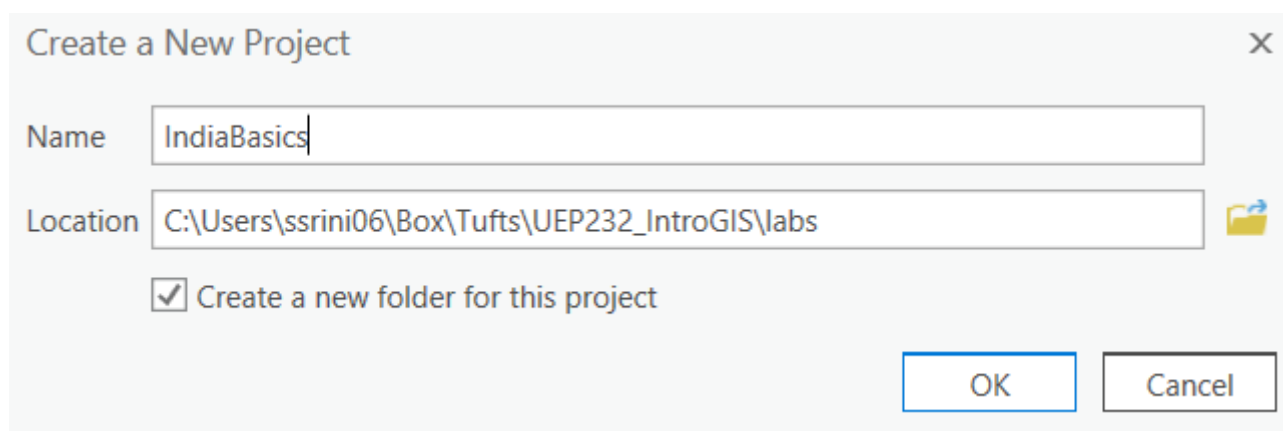 Create a New Project
Name IndiaBasics
Location C:\Users\ssrini06\Box\Tufts\UEP232_IntroGIS\labs
Create a new folder for this project
OK Cancel